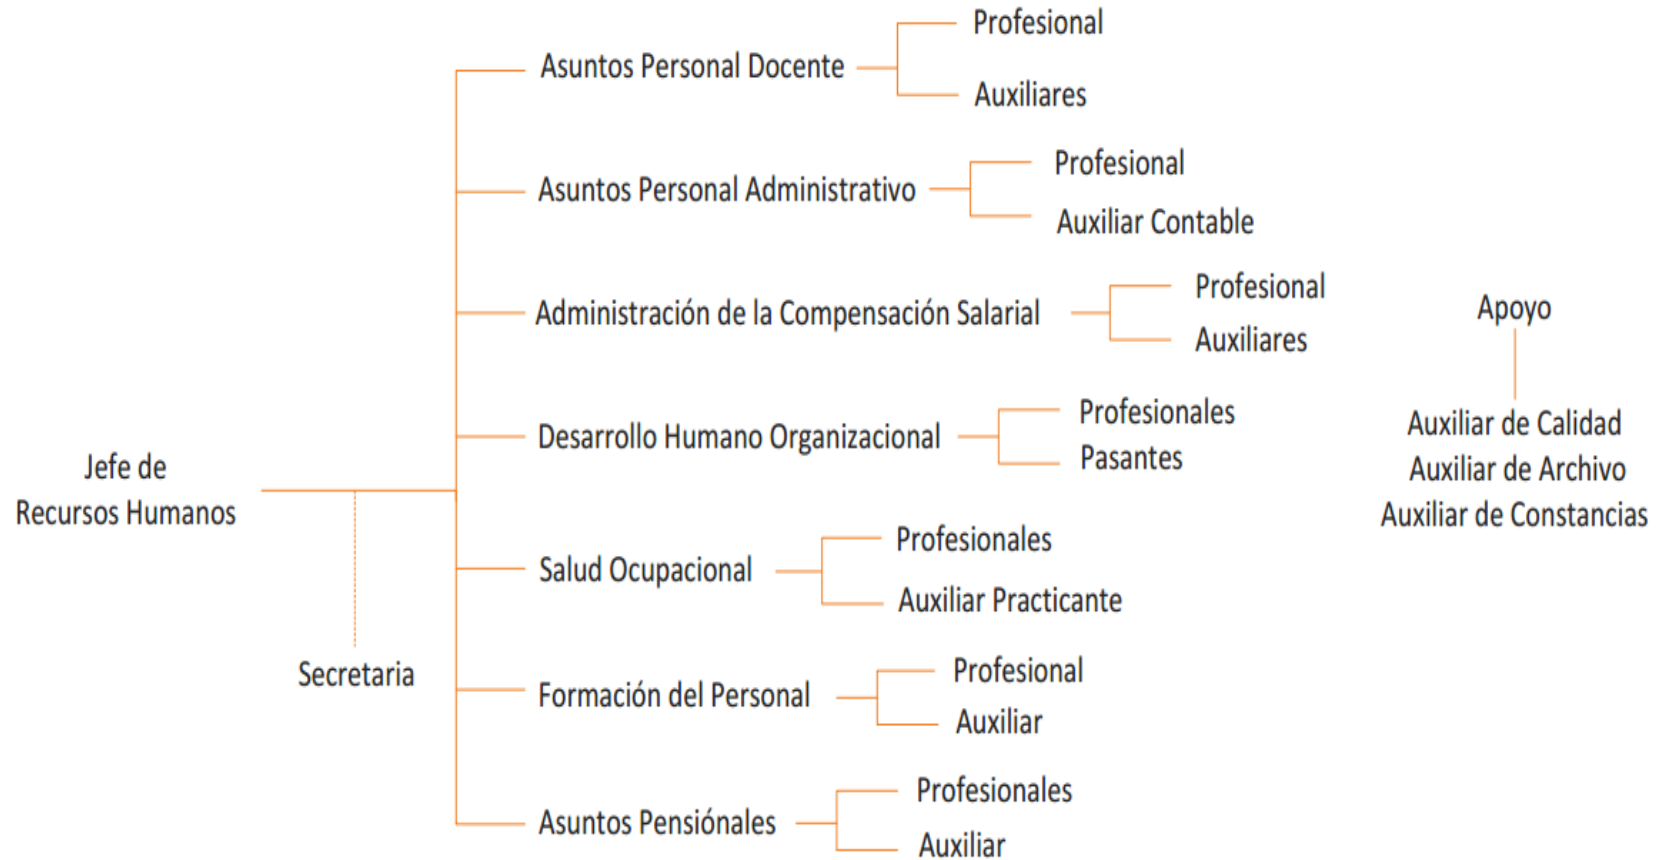 Jefe de
Recursos Humanos
Secretaria
Asuntos Personal Docente
Profesional
Auxiliares
Asuntos Personal Administrativo
Profesional
Auxiliar Contable
Administración de la Compensación Salarial
Profesional
Auxiliares
Desarrollo Humano Organizacional
Profesionales
Pasantes
Salud Ocupacional
Profesionales
Auxiliar Practicante
Formación del Personal
Profesional
Auxiliar
Asuntos Pensiónales
Profesionales
Auxiliar
Apoyo
Auxiliar de Calidad
Auxiliar de Archivo
Auxiliar de Constancias